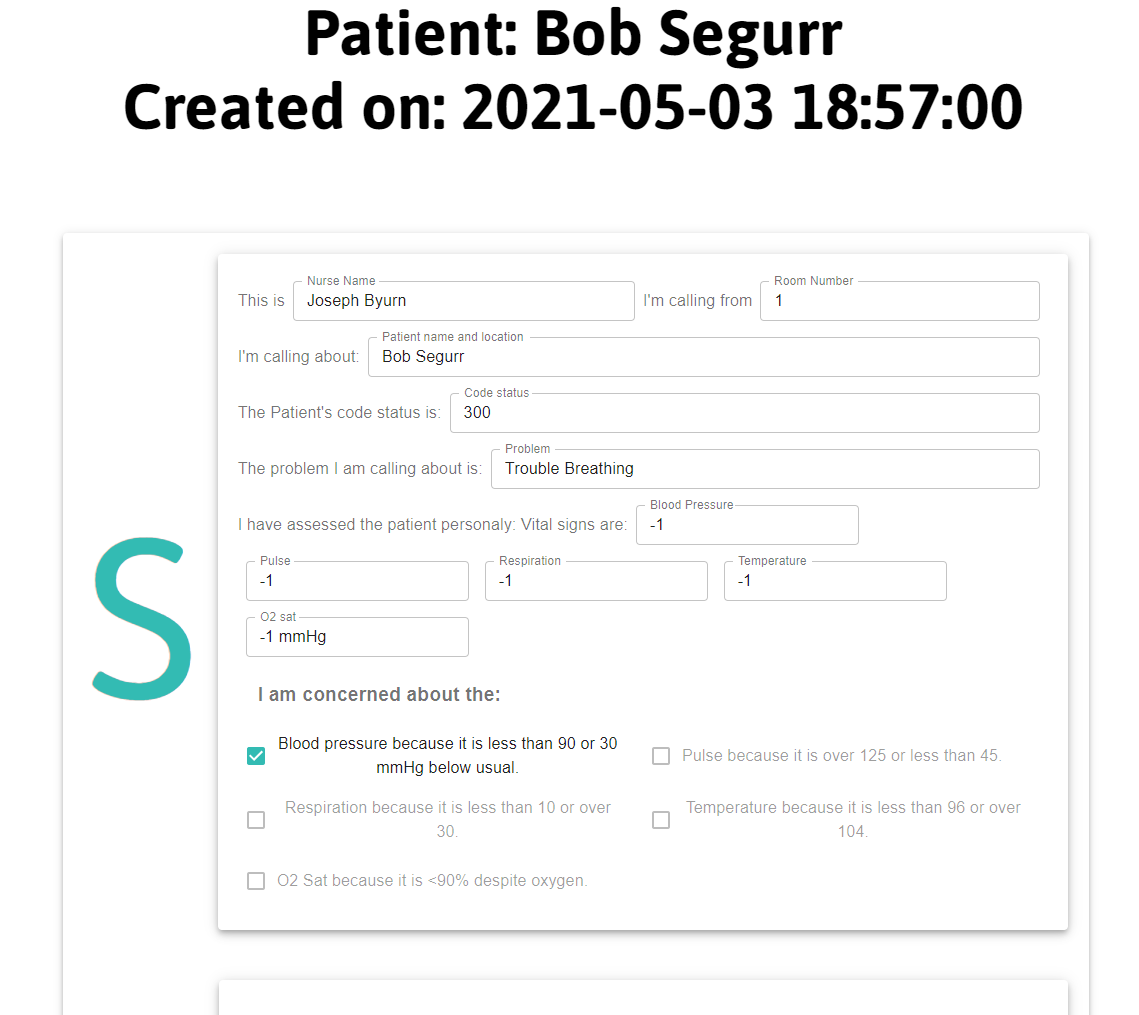 Patient: Bob Segurr
Created on: 2021-05-03 18:57:00
S
Nurse Name
Room Number
This is Joseph Byurn I'm calling from 1
Patient name and location
I'm calling about: Bob Segurr
Code status
The Patient's code status is: 300
Problem
The problem I am calling about is: Trouble Breathing
Blood Pressure
I have assessed the patient personaly: Vital signs are: -1
Pulse Respiration Temperature
-1 -1 -1
O2 sat
-1 mmHg
I am concerned about the:
Blood pressure because it is less than 90 or 30
mmHg below usual.
Pulse because it is over 125 or less than 45.
Respiration because it is less than 10 or over
30.
Temperature because it is less than 96 or over
104.
O2 Sat because it is <90% despite oxygen.